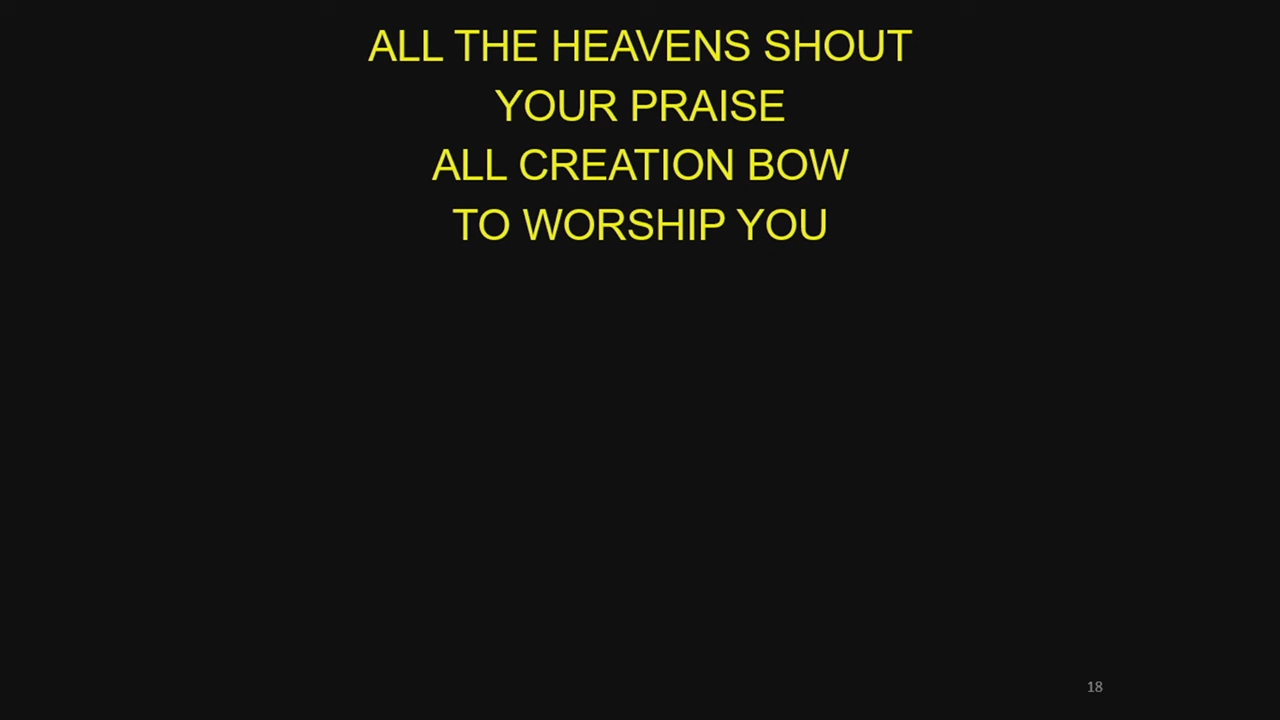 ALL THE HEAVENS SHOUT
YOUR PRAISE
ALL CREATION BOW
TO WORSHIP YOU
18